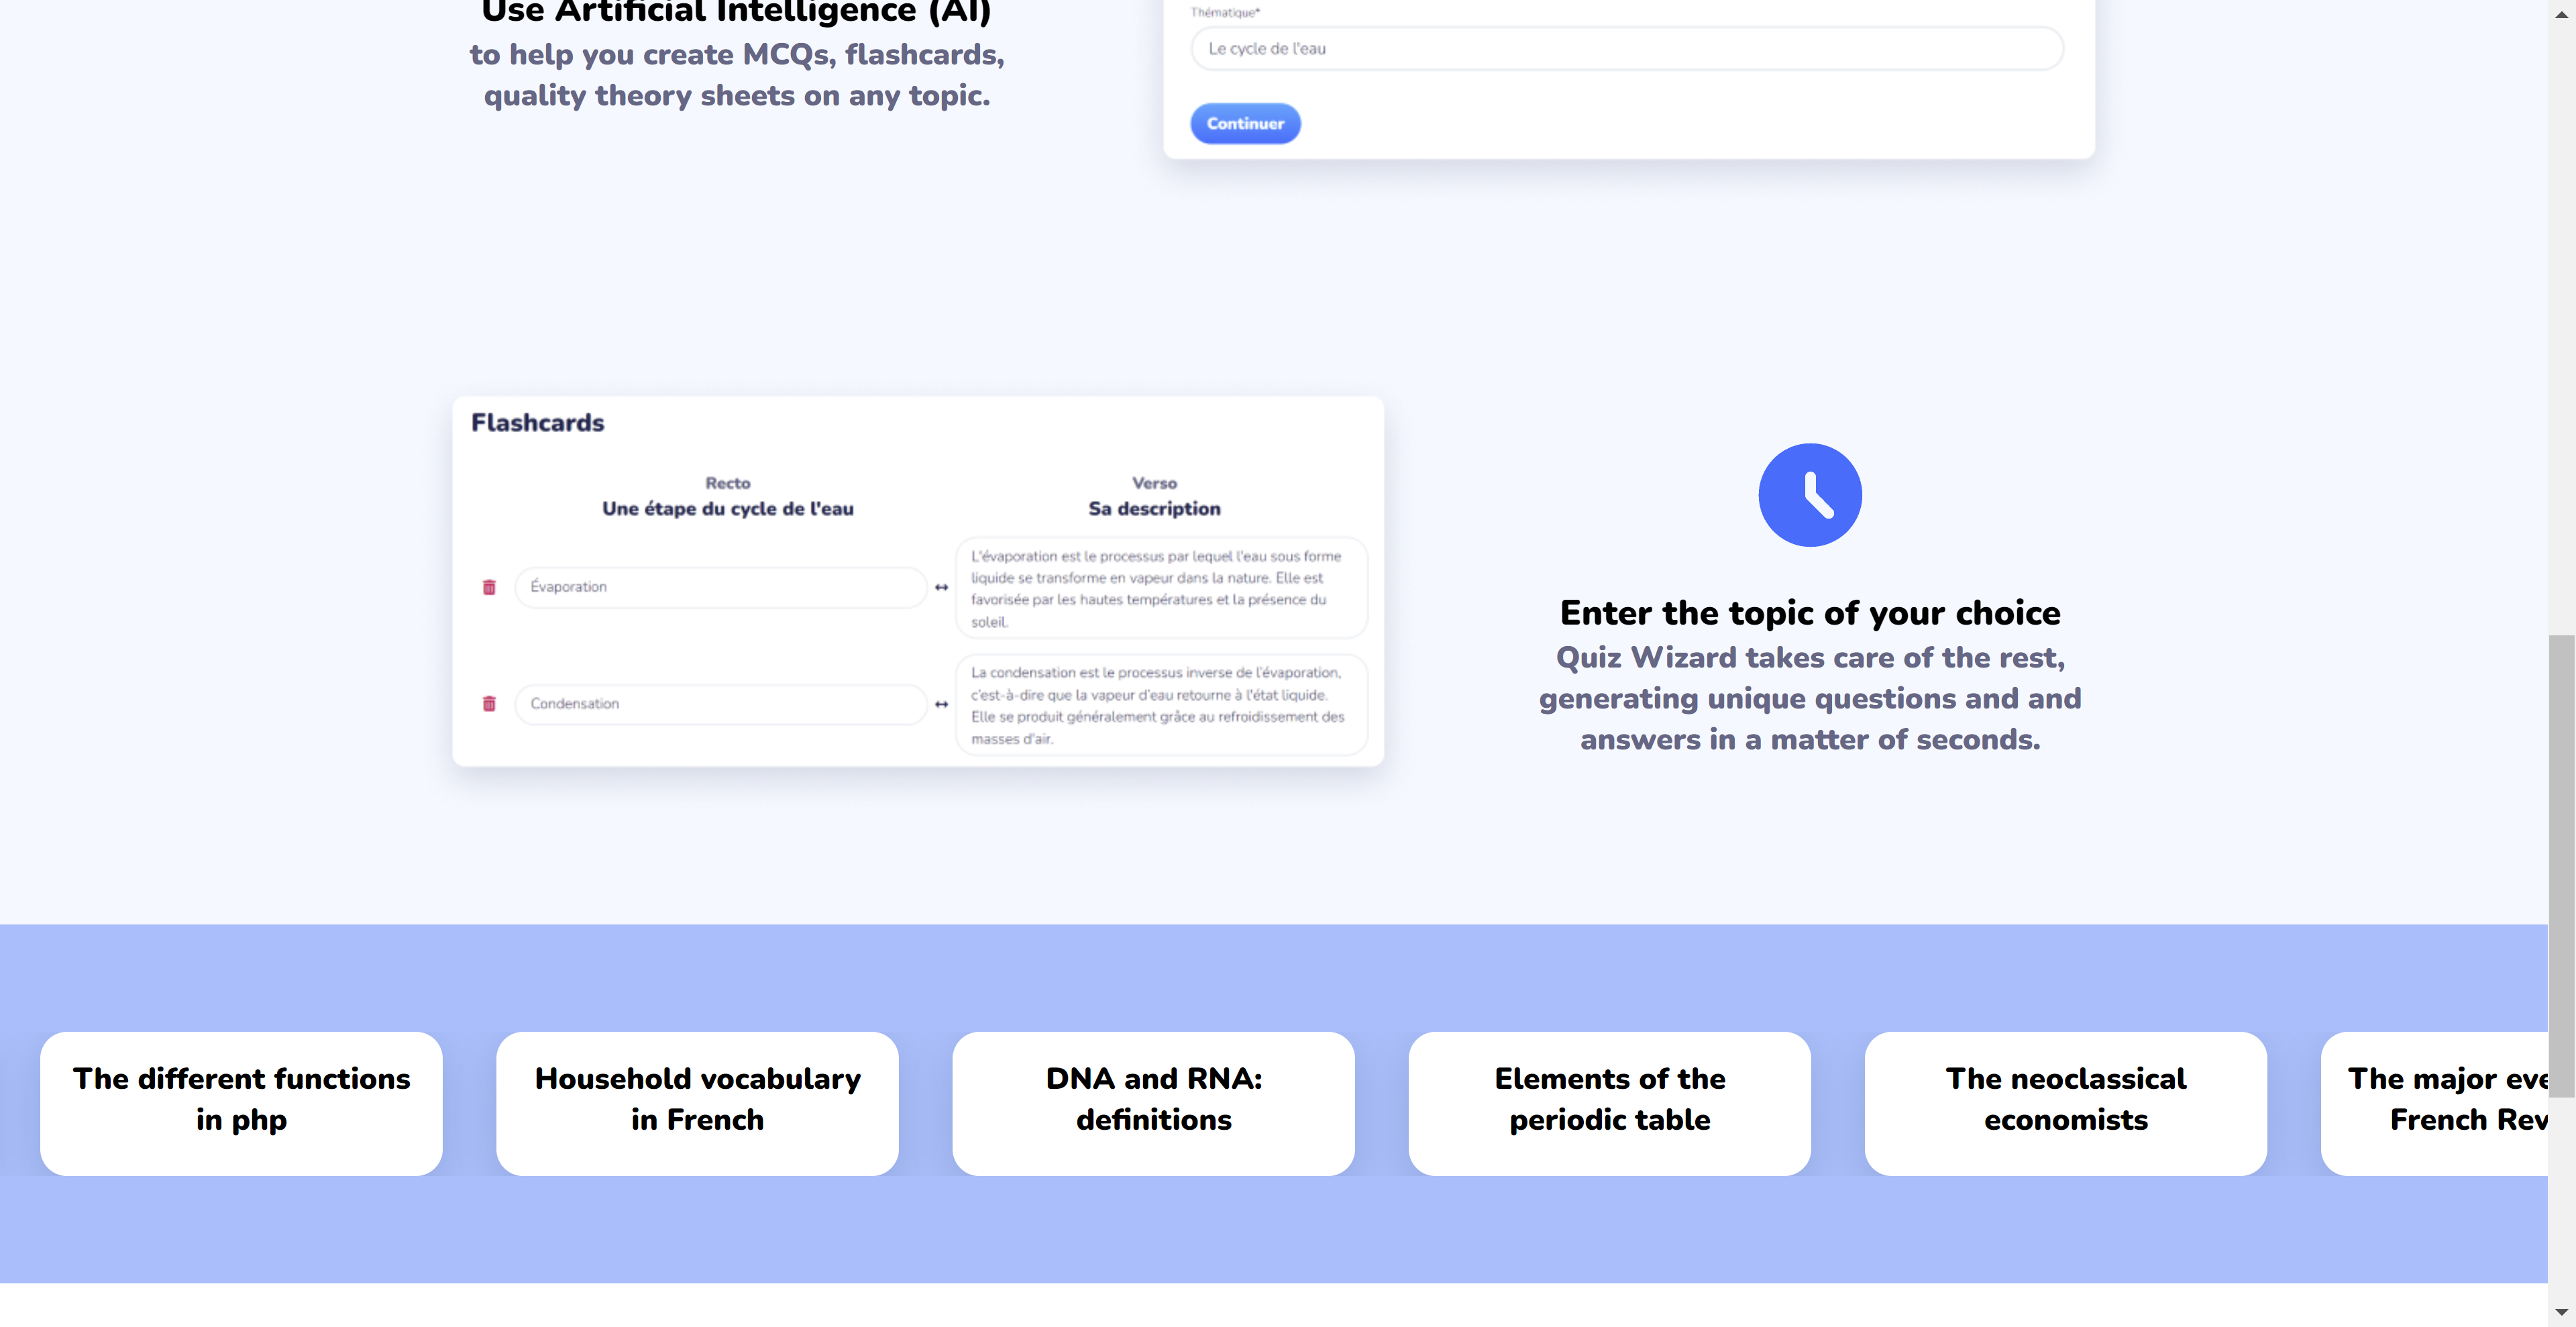 Use Artificial Intelligence (AI)
to help you create MCQs, flashcards,
quality theory sheets on any topic.
Thématique*
Le cycle de l'eau
Continuer
Flashcards
Recto
Verso
Une étape du cycle de l'eau
Sa description
Évaporation
L'évaporation est le processus par lequel l'eau sous forme
liquide se transforme en vapeur dans la nature. Elle est
favorisée par les hautes températures et la présence du
soleil.
Condensation
La condensation est le processus inverse de l'évaporation,
c'est-à-dire que la vapeur d'eau retourne à l'état liquide.
Elle se produit généralement grâce au refroidissement des
masses d'air.
Enter the topic of your choice
Quiz Wizard takes care of the rest,
generating unique questions and and
answers in a matter of seconds.
The different functions
in php
Household vocabulary
in French
DNA and RNA:
definitions
Elements of the
periodic table
The neoclassical
economists
The major eve
French Rev